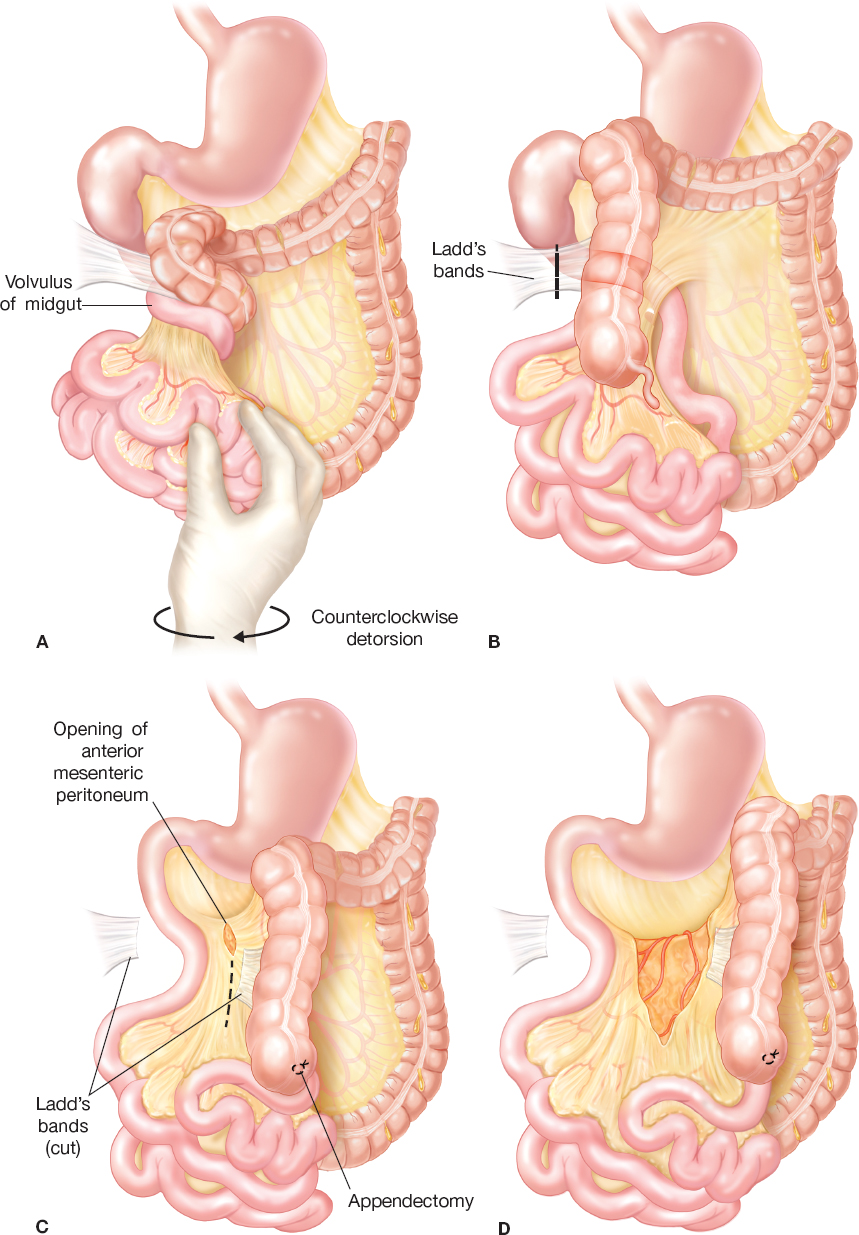 Volvulus
of midgut
Counterclockwise
detorsion
A
Ladd's
bands
B
Opening of
anterior
mesenteric
peritoneum
Ladd's
bands
(cut)
Appendectomy
C
D